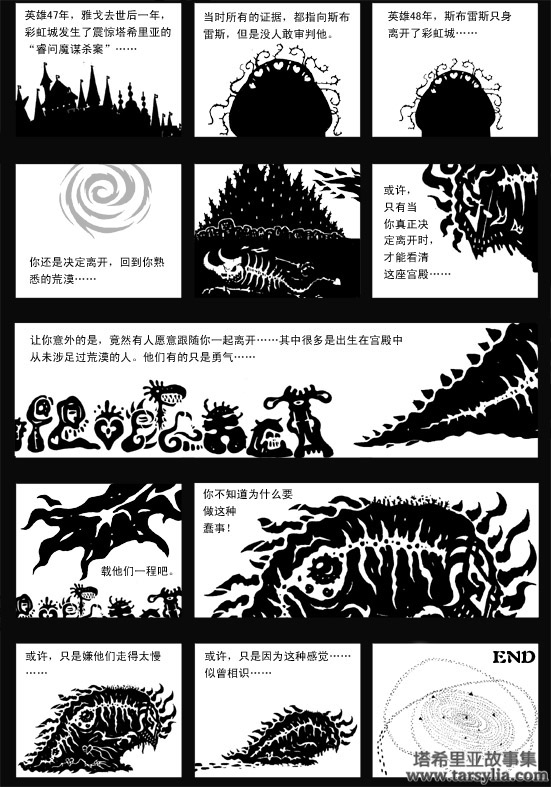 英雄47年，雅戈去世后一年，
彩虹城发生了震惊塔希里亚的
“睿问魔谋杀案”……
当时所有的证据，都指向斯布
雷斯，但是没人敢审判他。
英雄48年，斯布雷斯只身
离开了彩虹城……
你还是决定离开，回到你熟
悉的荒漠……
或许，
只有当
你真正决
定离开时，
才能看清
这座宫殿……
让你意外的是，竟然有人愿意跟随你一起离开……其中很多是出生在宫殿中
从未涉足过荒漠的人。他们有的只是勇气……
载他们一程吧。
你不知道为什么要
做这种
蠢事！
或许，只是嫌他们走得太慢
……
或许，只是因为这种感觉……
似曾相识……
END
塔希里亚故事集
www.tarsylia.com